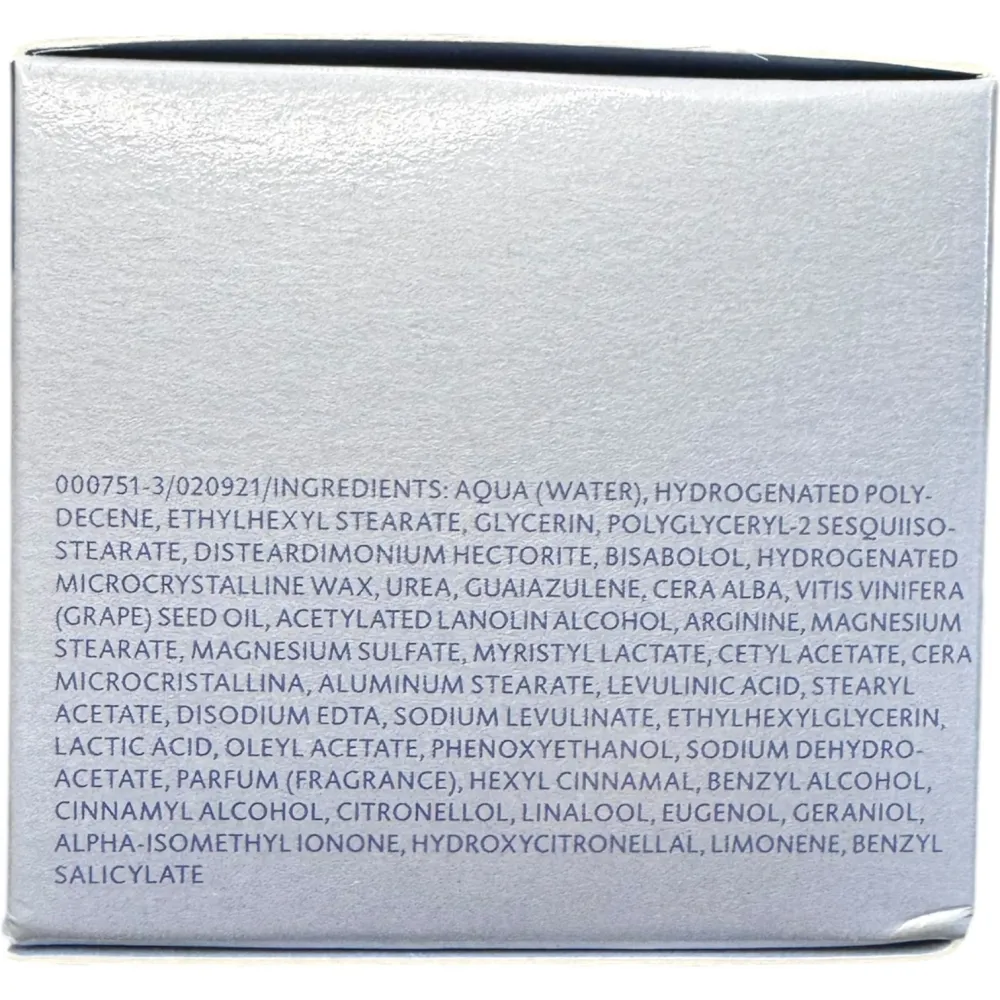 000751-3/020921/INGREDIENTS: AQUA (WATER), HYDROGENATED POLY-
DECENE, ETHYLHEXYL STEARATE, GLYCERIN, POLYGLYCERYL-2 SESQUIISO-
STEARATE, DISTEARDIMONIUM HECTORITE, BISABOLOL, HYDROGENATED
MICROCRYSTALLINE WAX, UREA, GUAIAZULENE, CERA ALBA, VITIS VINIFERA
(GRAPE) SEED OIL, ACETYLATED LANOLIN ALCOHOL, ARGININE, MAGNESIUM
STEARATE, MAGNESIUM SULFATE, MYRISTYL LACTATE, CETYL ACETATE, CERA
MICROCRISTALLINA, ALUMINUM STEARATE, LEVULINIC ACID, STEARYL
ACETATE, DISODIUM EDTA, SODIUM LEVULINATE, ETHYLHEXYLGLYCERIN,
LACTIC ACID, OLEYL ACETATE, PHENOXYETHANOL, SODIUM DEHYDRO-
ACETATE, PARFUM (FRAGRANCE), HEXYL CINNAMAL, BENZYL ALCOHOL,
CINNAMYL ALCOHOL, CITRONELLOL, LINALOOL, EUGENOL, GERANIOL,
ALPHA-ISOMETHYL IONONE, HYDROXYCITRONELLAL, LIMONENE, BENZYL
SALICYLATE